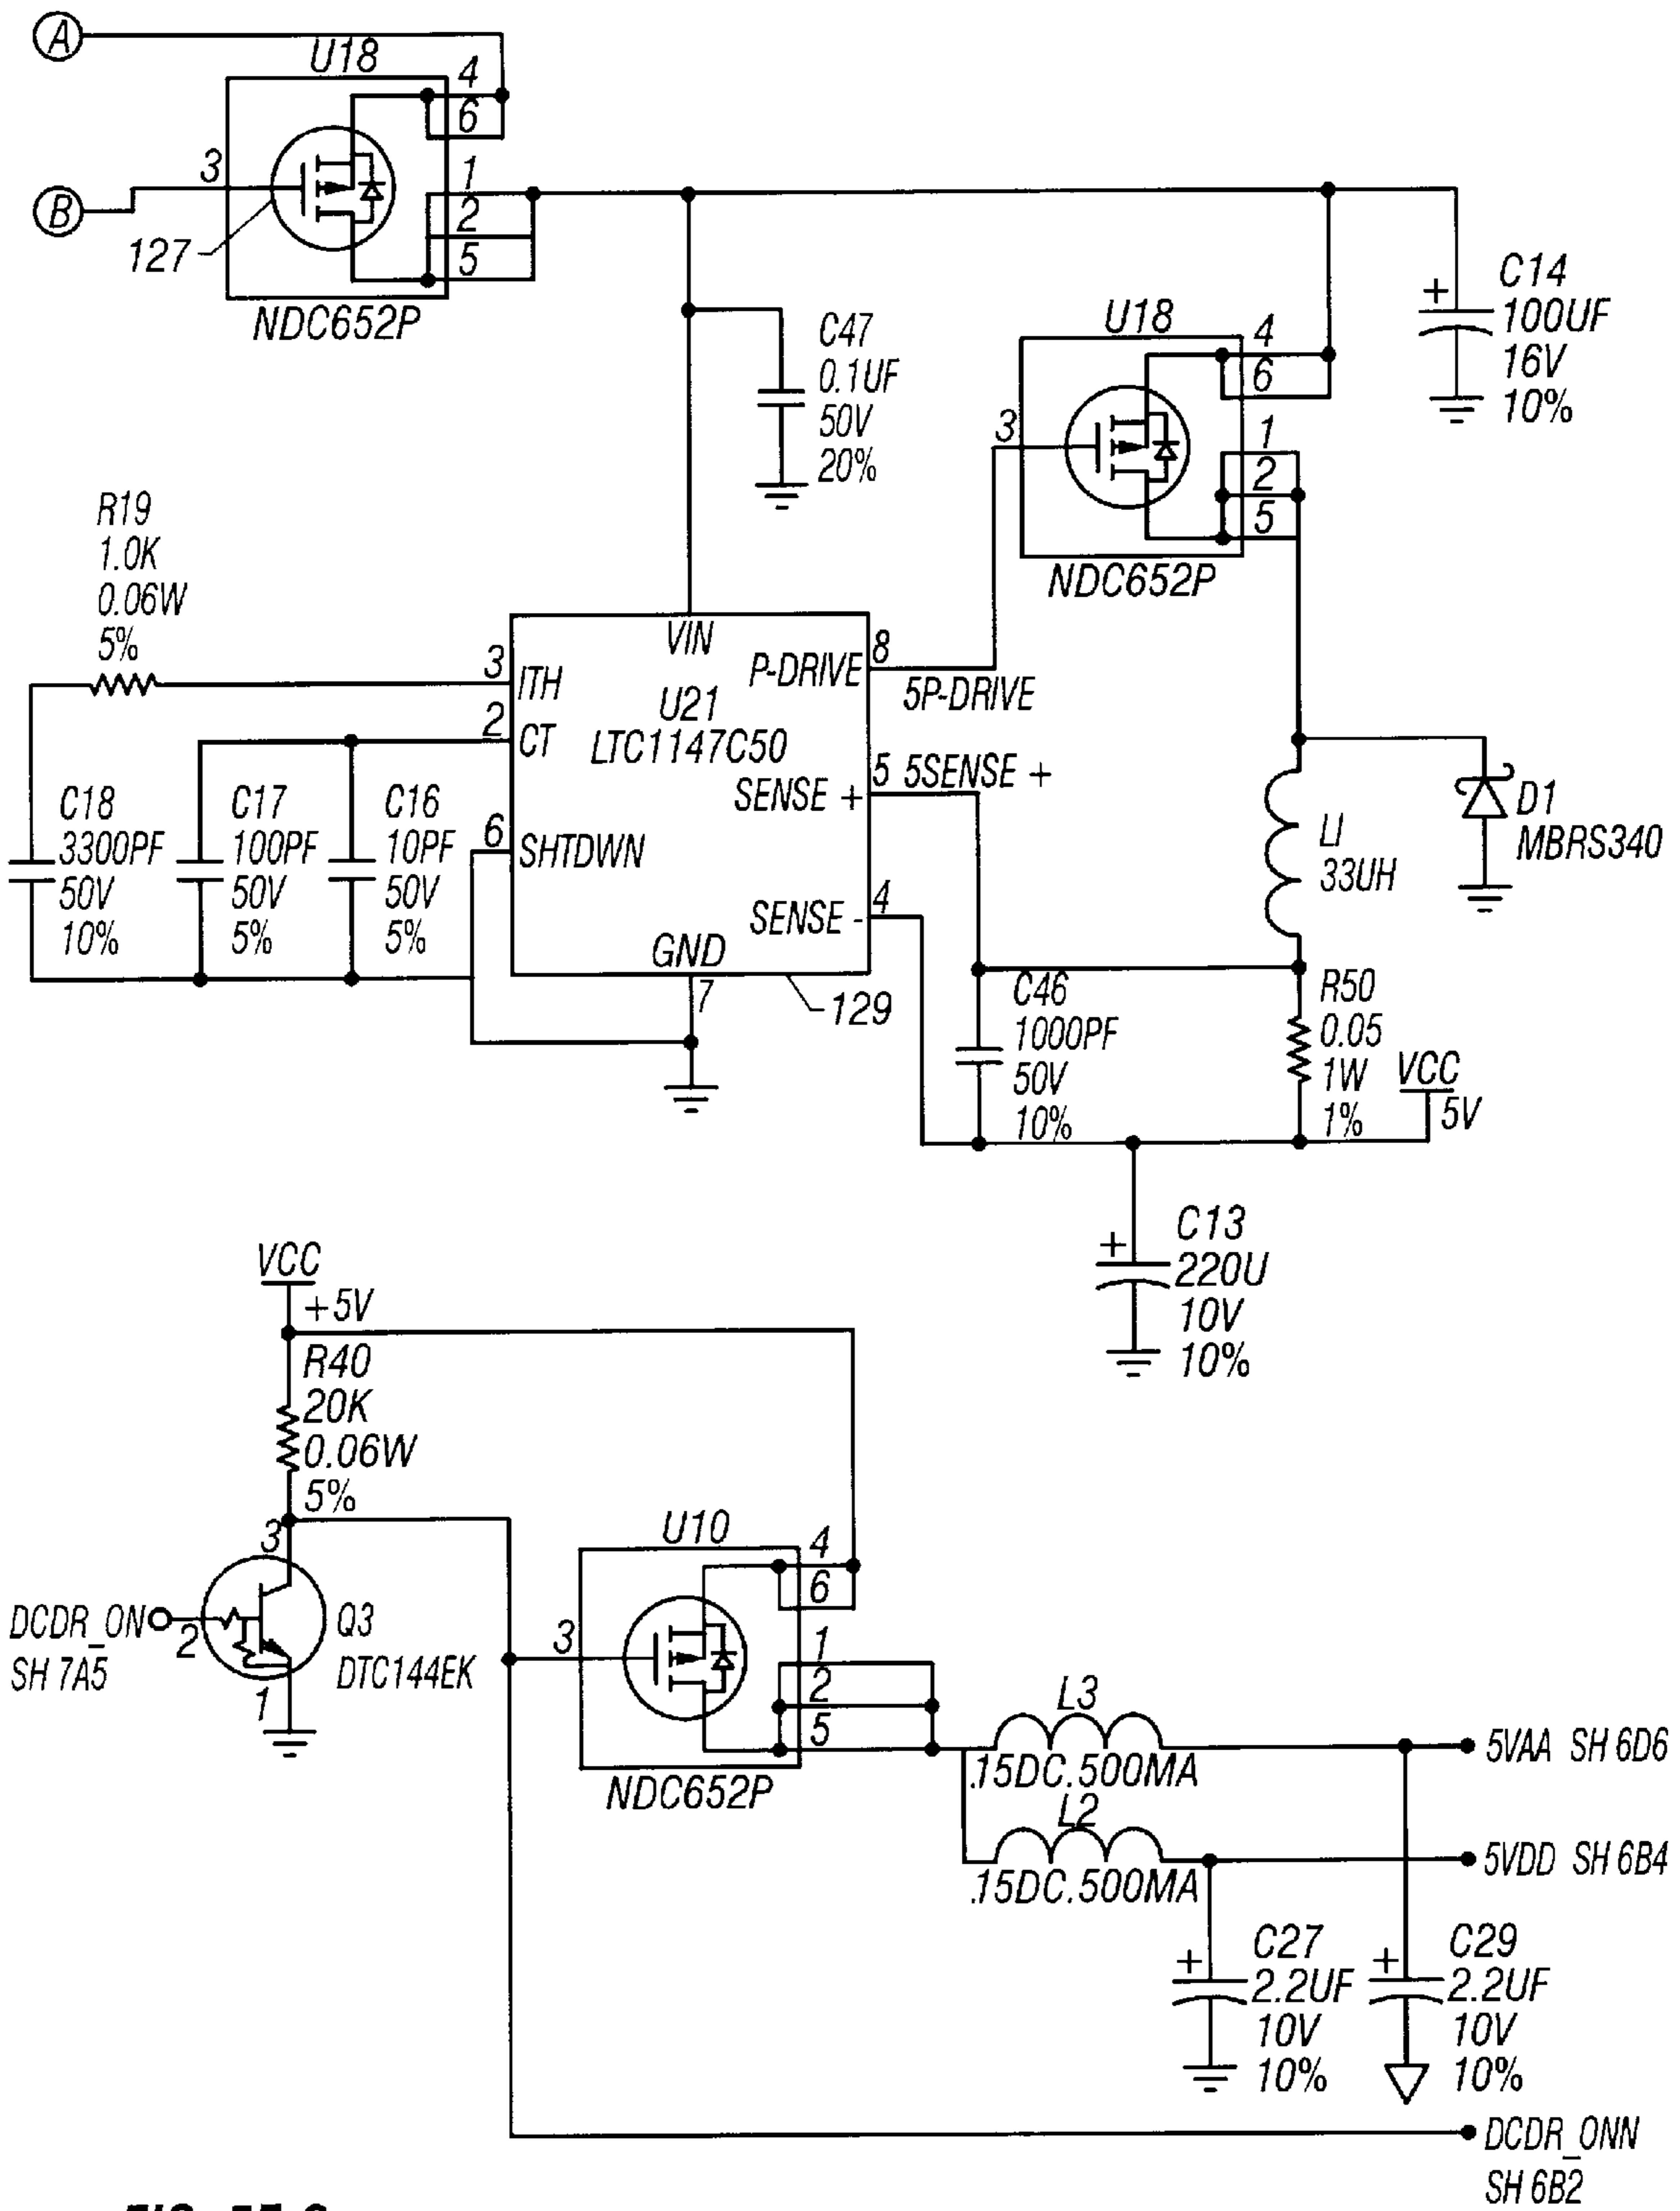 A
U18
4
6
3
1
2
5
B
127
NDC652P
C14
100UF
16V
10%
C47
0.1UF
50V
20%
U18
4
6
3
1
2
5
NDC652P
R19
1.0K
0.06W
5%
3
ITH
VIN
P-DRIVE
8
5P-DRIVE
U21
LTC1147C50
2
CT
5
5SENSE +
SENSE +
6
SHTDWN
4
SENSE -
GND
7
129
C18
3300PF
50V
10%
C17
100PF
50V
5%
C16
10PF
50V
5%
LI
33UH
D1
MBRS340
C46
1000PF
50V
10%
R50
0.05
1W
1%
VCC
5V
C13
220U
10V
10%
VCC
+5V
R40
20K
0.06W
5%
3
DCDR_ON
SH 7A5
2
Q3
DTC144EK
1
U10
4
6
3
1
2
5
NDC652P
L3
.15DC.500MA
5VAA SH 6D6
L2
.15DC.500MA
5VDD SH 6B4
C27
2.2UF
10V
10%
C29
2.2UF
10V
10%
DCDR_ONN
SH 6B2